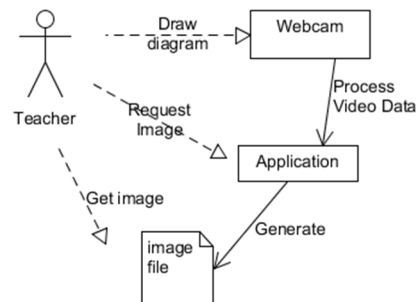 Draw
diagram
Webcam
Process
Video Data
Teacher
Request
Image
Application
Get image
Generate
image
file